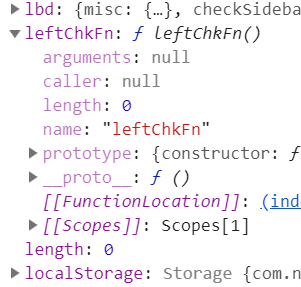 lbd: {misc: {…}, checkSideba
leftChkFn: ƒ leftChkFn()
arguments: null
caller: null
length: 0
name: "leftChkFn"
prototype: {constructor: ƒ
__proto__: ƒ ()
[[FunctionLocation]]: (ind
[[Scopes]]: Scopes[1]
length: 0
localStorage: Storage {com.n